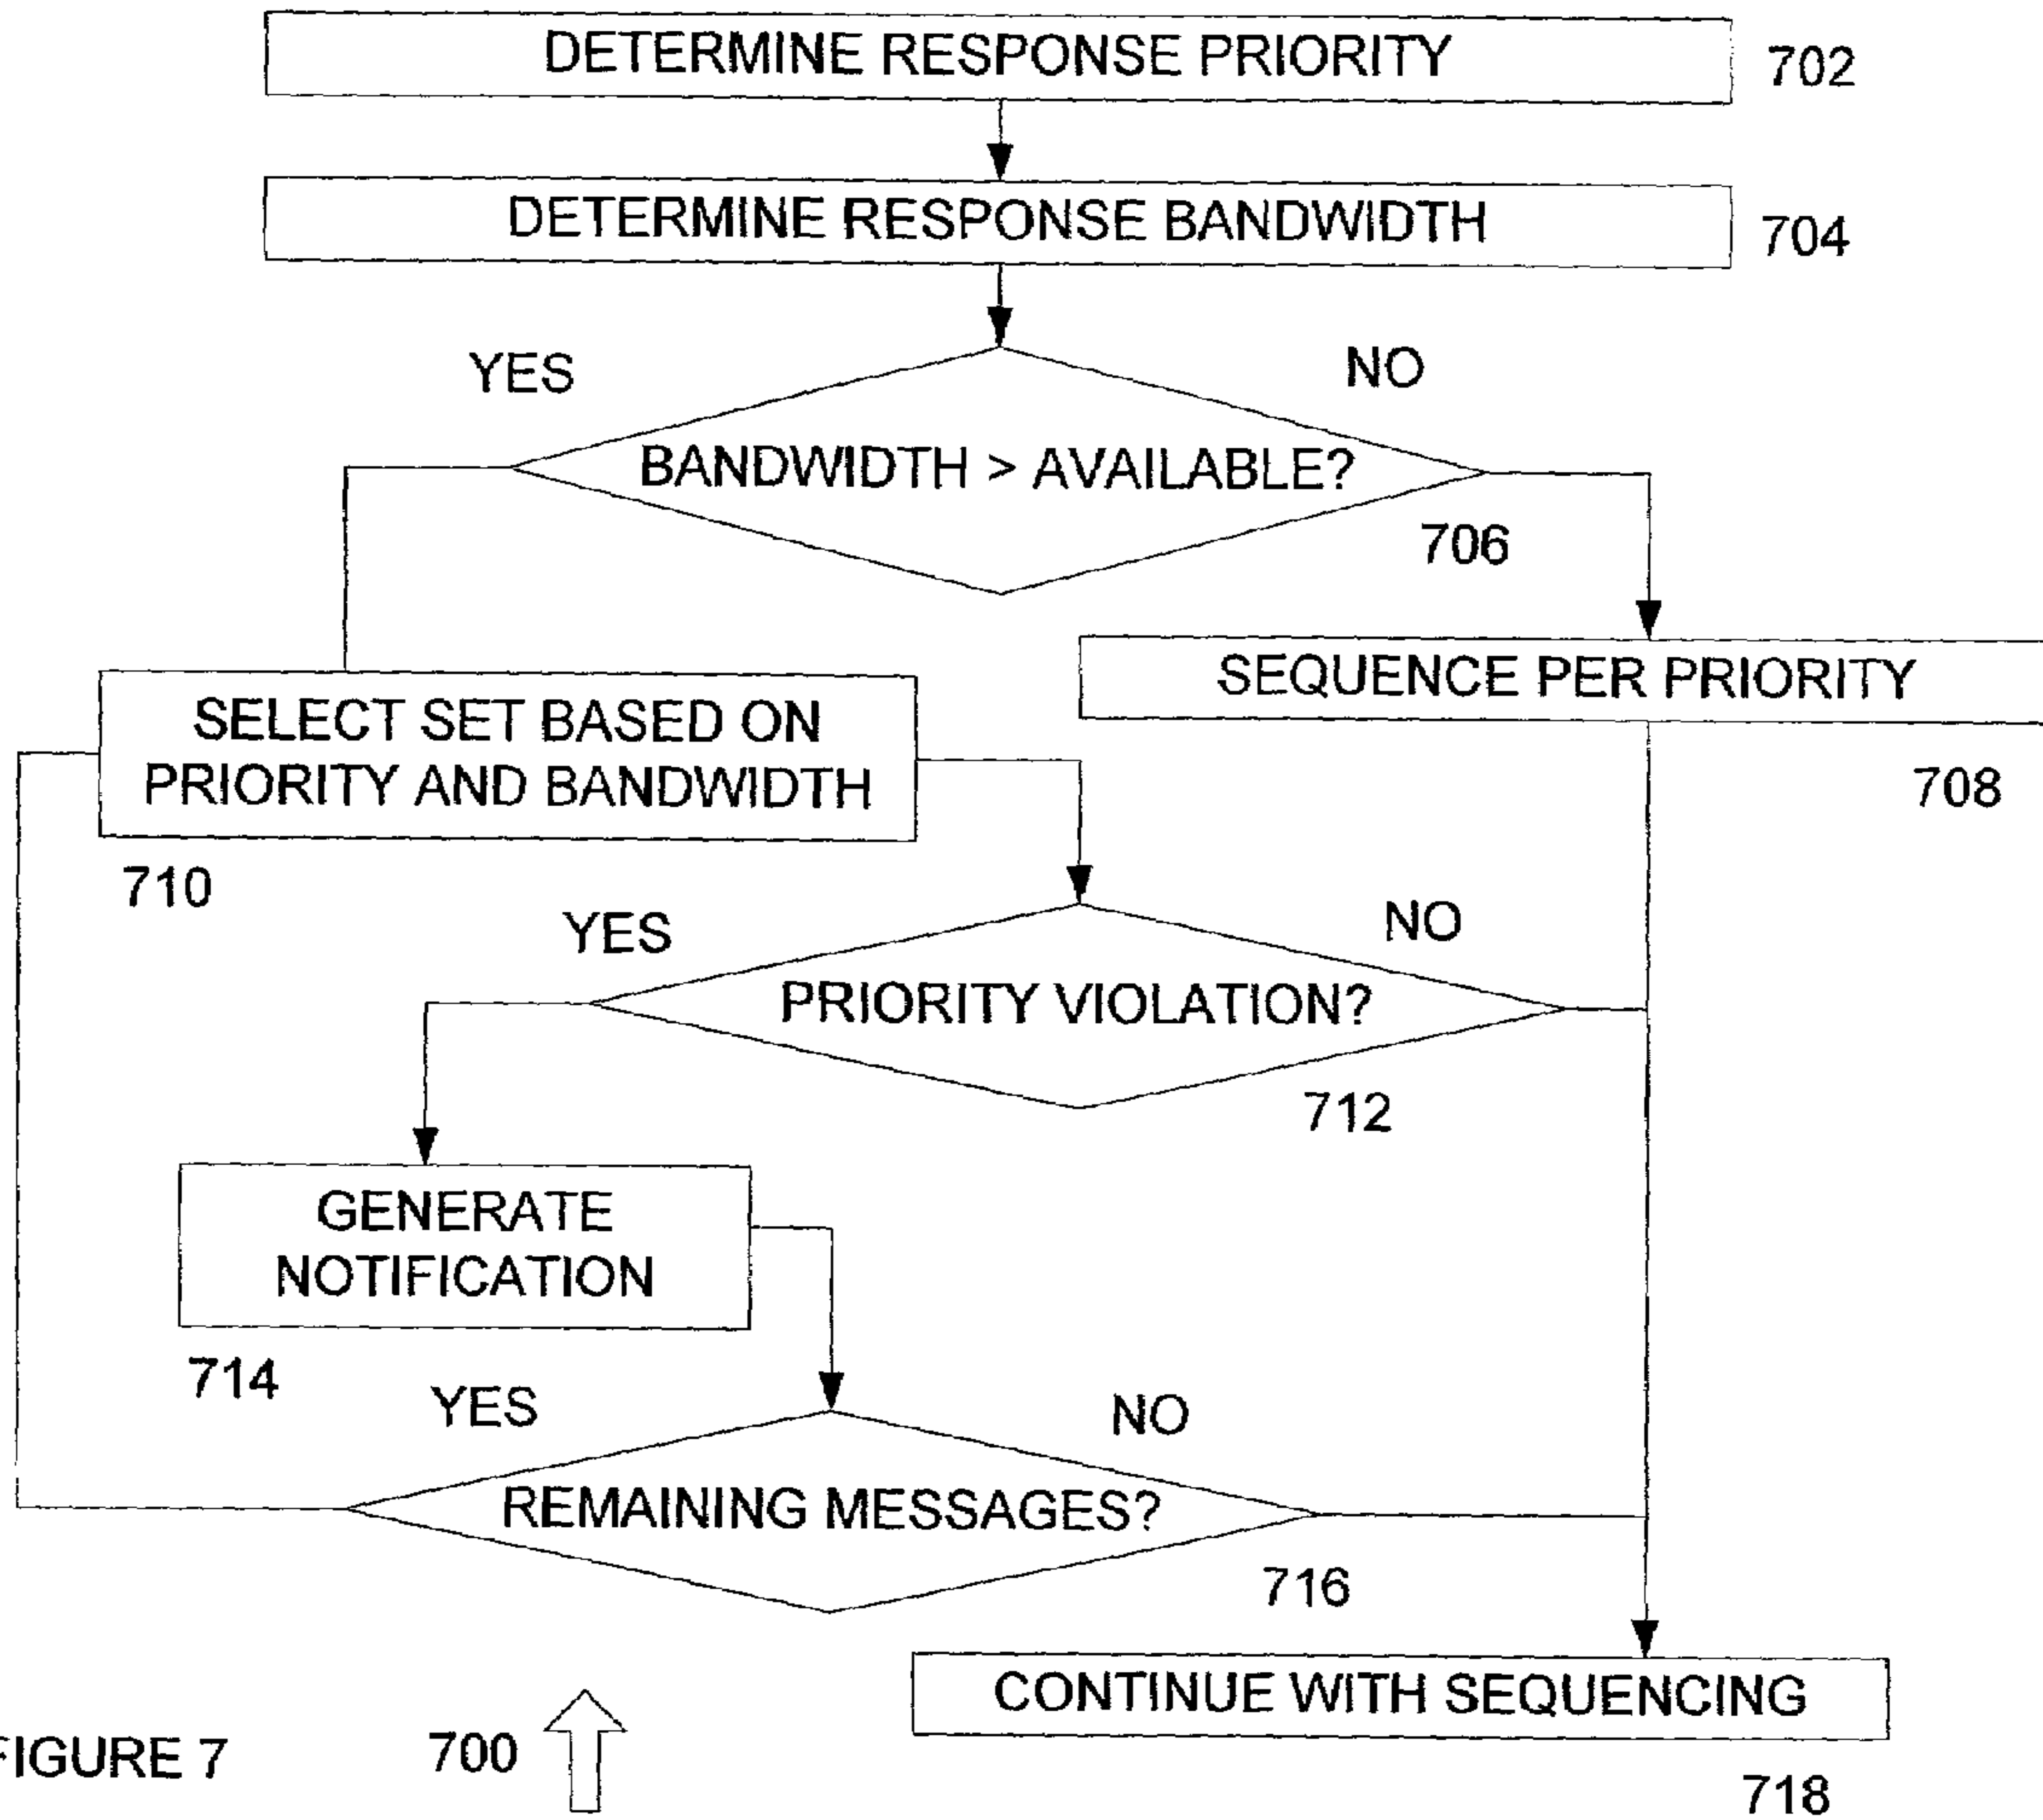 DETERMINE RESPONSE PRIORITY
702
DETERMINE RESPONSE BANDWIDTH
704
YES
NO
BANDWIDTH > AVAILABLE?
706
SEQUENCE PER PRIORITY
708
SELECT SET BASED ON
PRIORITY AND BANDWIDTH
710
YES
NO
PRIORITY VIOLATION?
712
GENERATE
NOTIFICATION
714
YES
NO
REMAINING MESSAGES?
716
CONTINUE WITH SEQUENCING
718
FIGURE 7
700